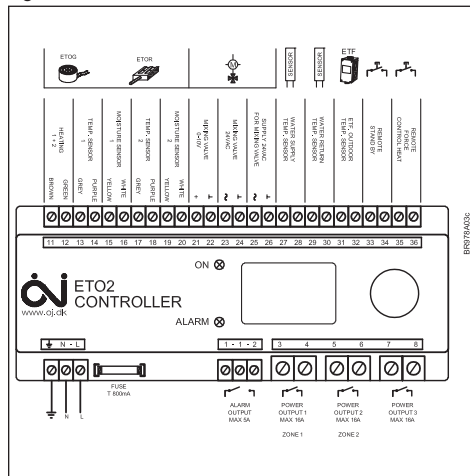 ETOG
ETOR
ETF
SENSOR
SENSOR
HEATING
1 + 2
TEMP. SENSOR
1
MOISTURE SENSOR
1
TEMP. SENSOR
2
MOISTURE SENSOR
2
MIXING VALVE
0-10V
MIXING VALVE
24VAC
SUPPLY 24VAC
FOR MIXING VALVE
WATER SUPPLY
TEMP. SENSOR
WATER RETURN
TEMP. SENSOR
ETF, OUTDOOR
TEMP. SENSOR
REMOTE
STAND BY
REMOTE
FORCE
CONTROL HEAT
BROWN
GREEN
GREY
PURPLE
YELLOW
WHITE
GREY
PURPLE
YELLOW
WHITE
11 12 13 14 15 16 17 18 19 20 21 22 23 24 25 26 27 28 29 30 31 32 33 34 35 36
BR978A03c
ON
OJ
ETO2
CONTROLLER
www.oj.dk
ALARM
N - L
1 - 1 - 2
3 4 5 6 7 8
N L
FUSE
T 800mA
ALARM
OUTPUT
MAX 5A
POWER
OUTPUT 1
MAX 16A
POWER
OUTPUT 2
MAX 16A
POWER
OUTPUT 3
MAX 16A
ZONE 1
ZONE 2